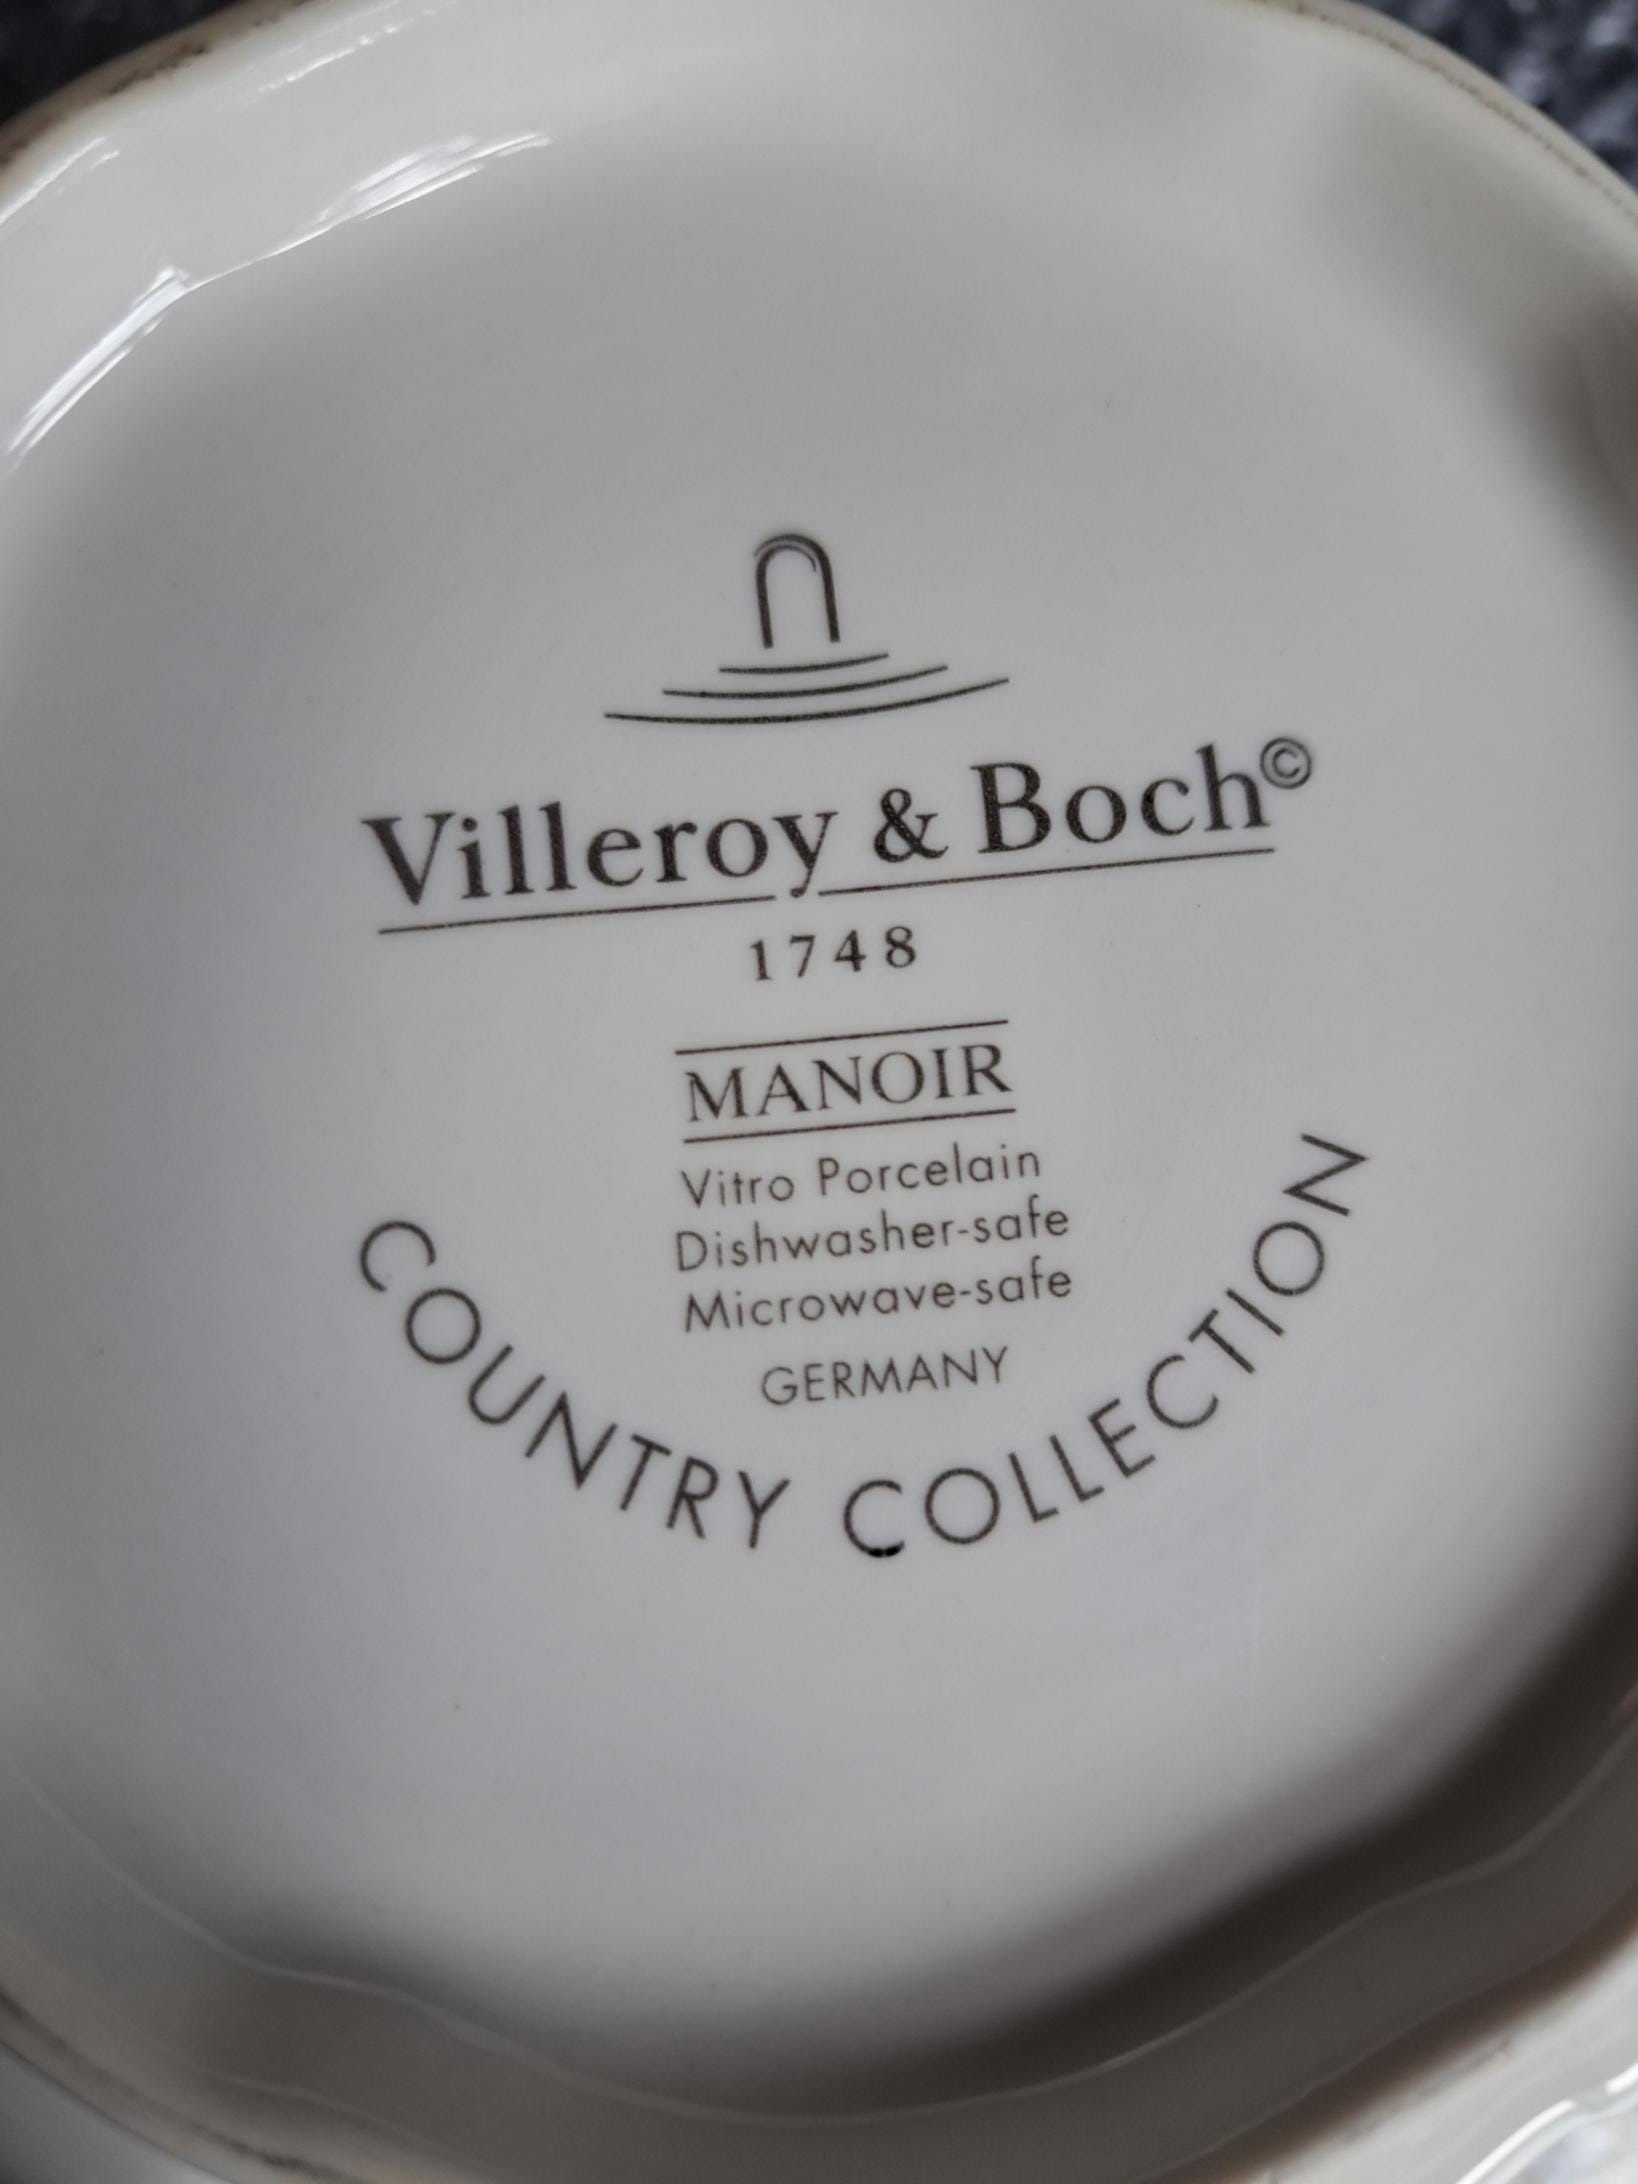 Villeroy & Boch©
1748
MANOIR
Vitro Porcelain
Dishwasher-safe
Microwave-safe
GERMANY
COUNTRY COLLECTION